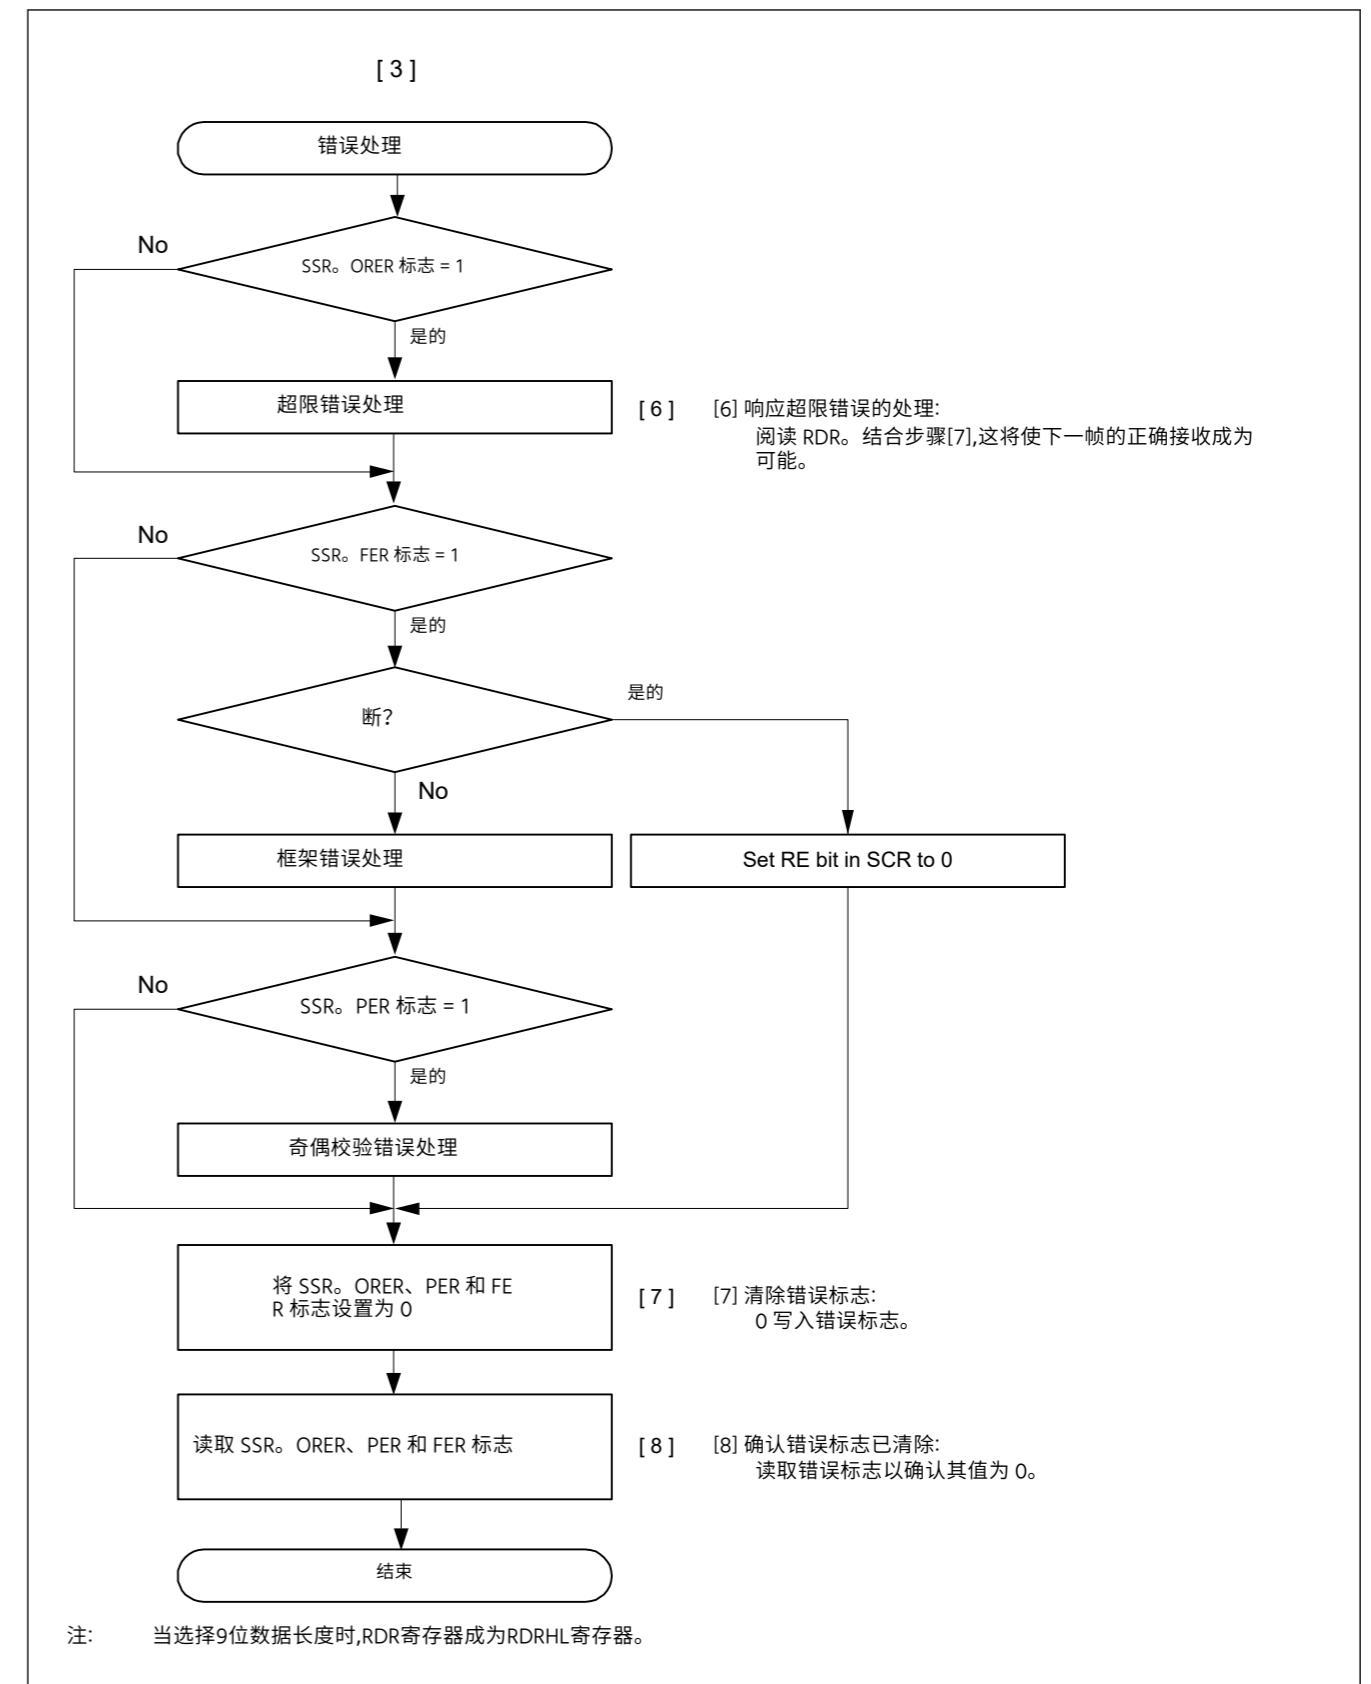 [ 3 ]
错误处理
No
SSR。ORER 标志 = 1
是的
超限错误处理
[ 6 ]
[6] 响应超限错误的处理:
阅读 RDR。结合步骤[7],这将使下一帧的正确接收成为
可能。
No
SSR。FER 标志 = 1
是的
断?
是的
No
框架错误处理
Set RE bit in SCR to 0
No
SSR。PER 标志 = 1
是的
奇偶校验错误处理
将 SSR。ORER、PER 和 FE
R 标志设置为 0
[ 7 ]
[7] 清除错误标志:
0 写入错误标志。
读取 SSR。ORER、PER 和 FER 标志
[ 8 ]
[8] 确认错误标志已清除:
读取错误标志以确认其值为 0。
结束
注: 当选择9位数据长度时,RDR寄存器成为RDRHL寄存器。